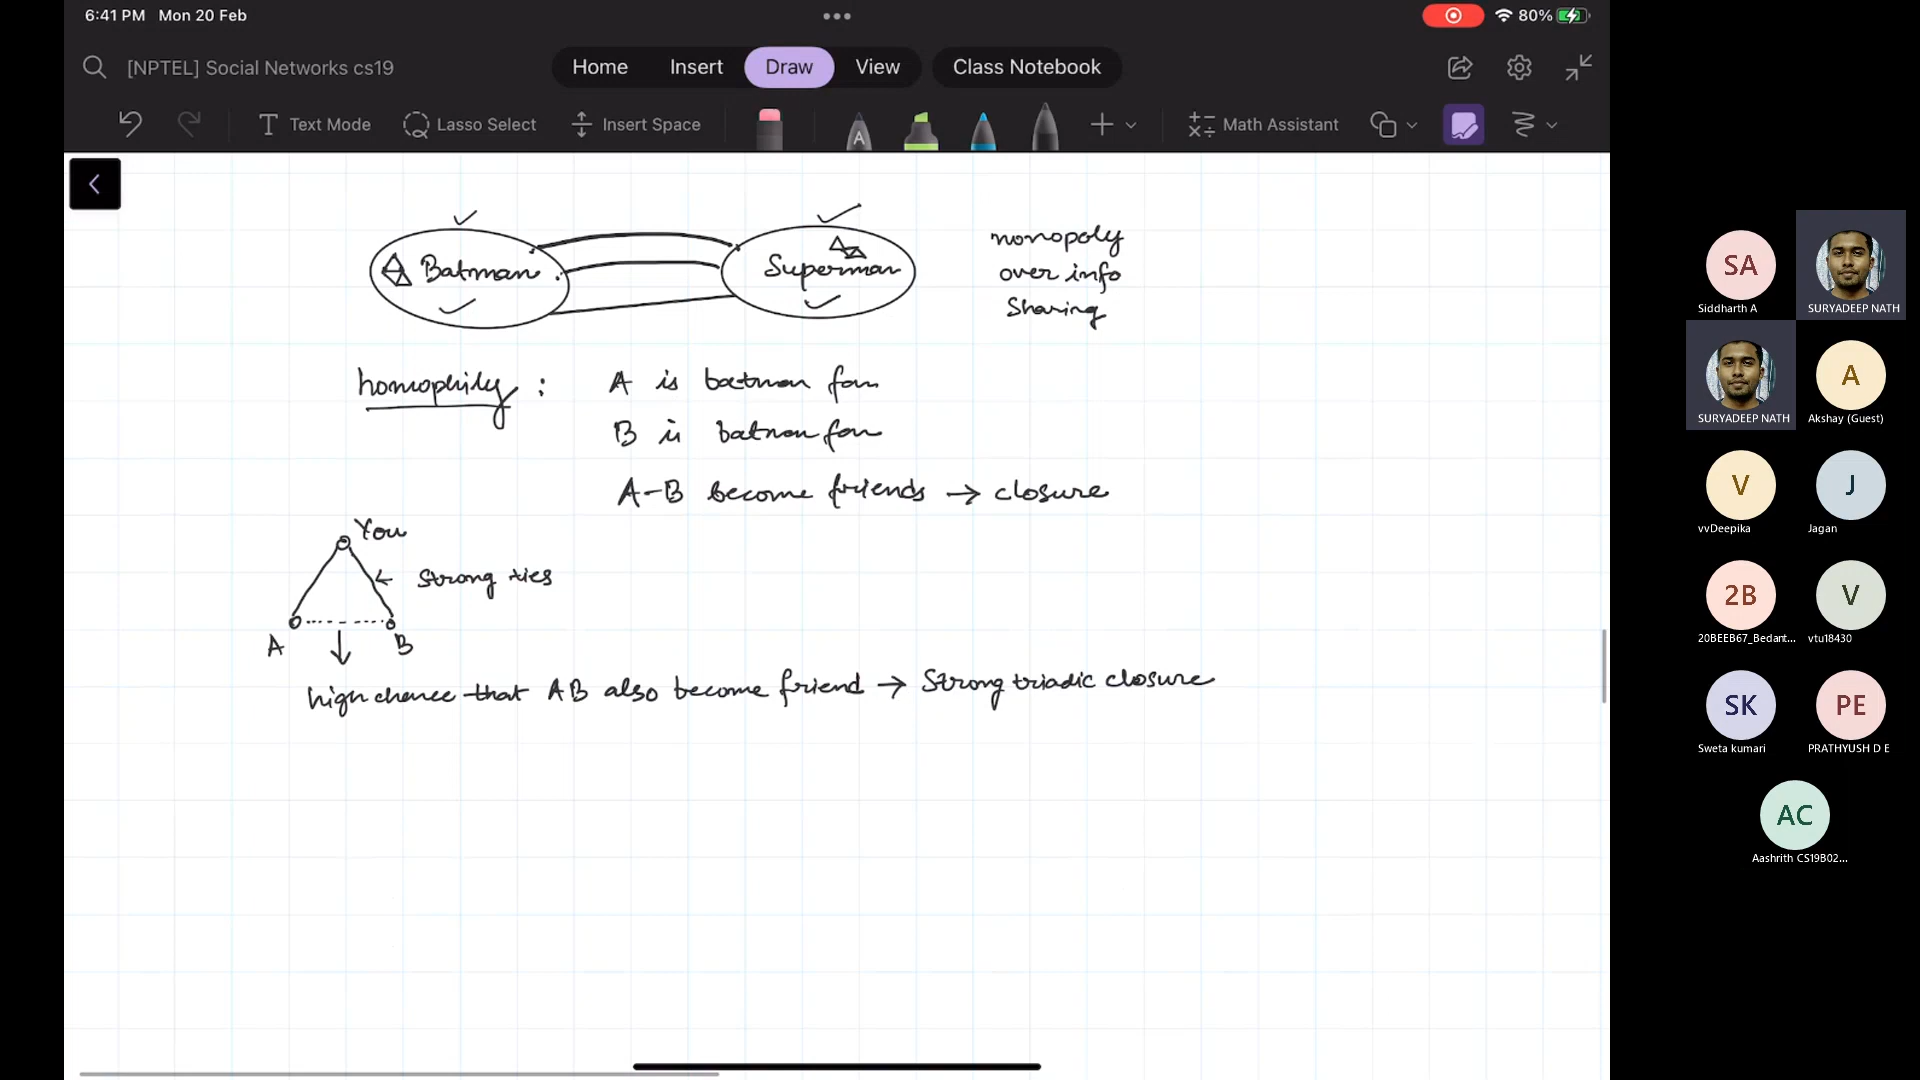 6:41 PM Mon 20 Feb
80%
[NPTEL] Social Networks cs19
Home Insert Draw View Class Notebook
Text Mode Lasso Select Insert Space A Math Assistant
Batman Superman
monopoly
over info
Sharing
homophily : A is batman fan
B is batman fan
A-B become friends → closure
You
Strong ties
A B
high chance that AB also become friend → Strong triadic closure
SA
Siddharth A SURYADEEP NATH
A
SURYADEEP NATH Akshay (Guest)
V J
vvDeepika Jagan
2B V
20BEEB67_Bedant... vtu18430
SK PE
Sweta kumari PRATHYUSH D E
AC
Aashrith CS19B02...